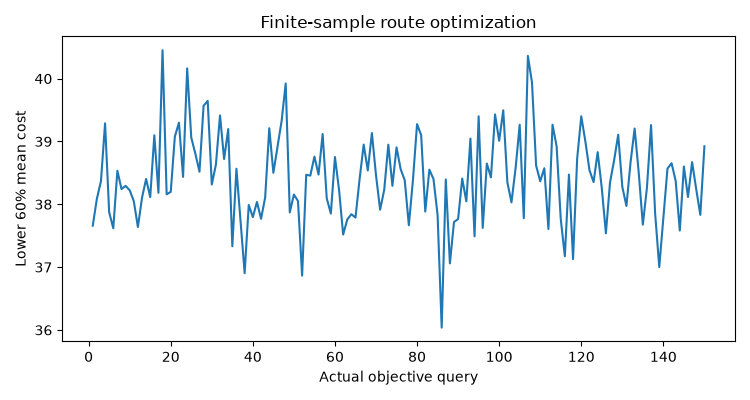 Finite-sample route optimization
Lower 60% mean cost
40
39
38
37
36
0 20 40 60 80 100 120 140
Actual objective query